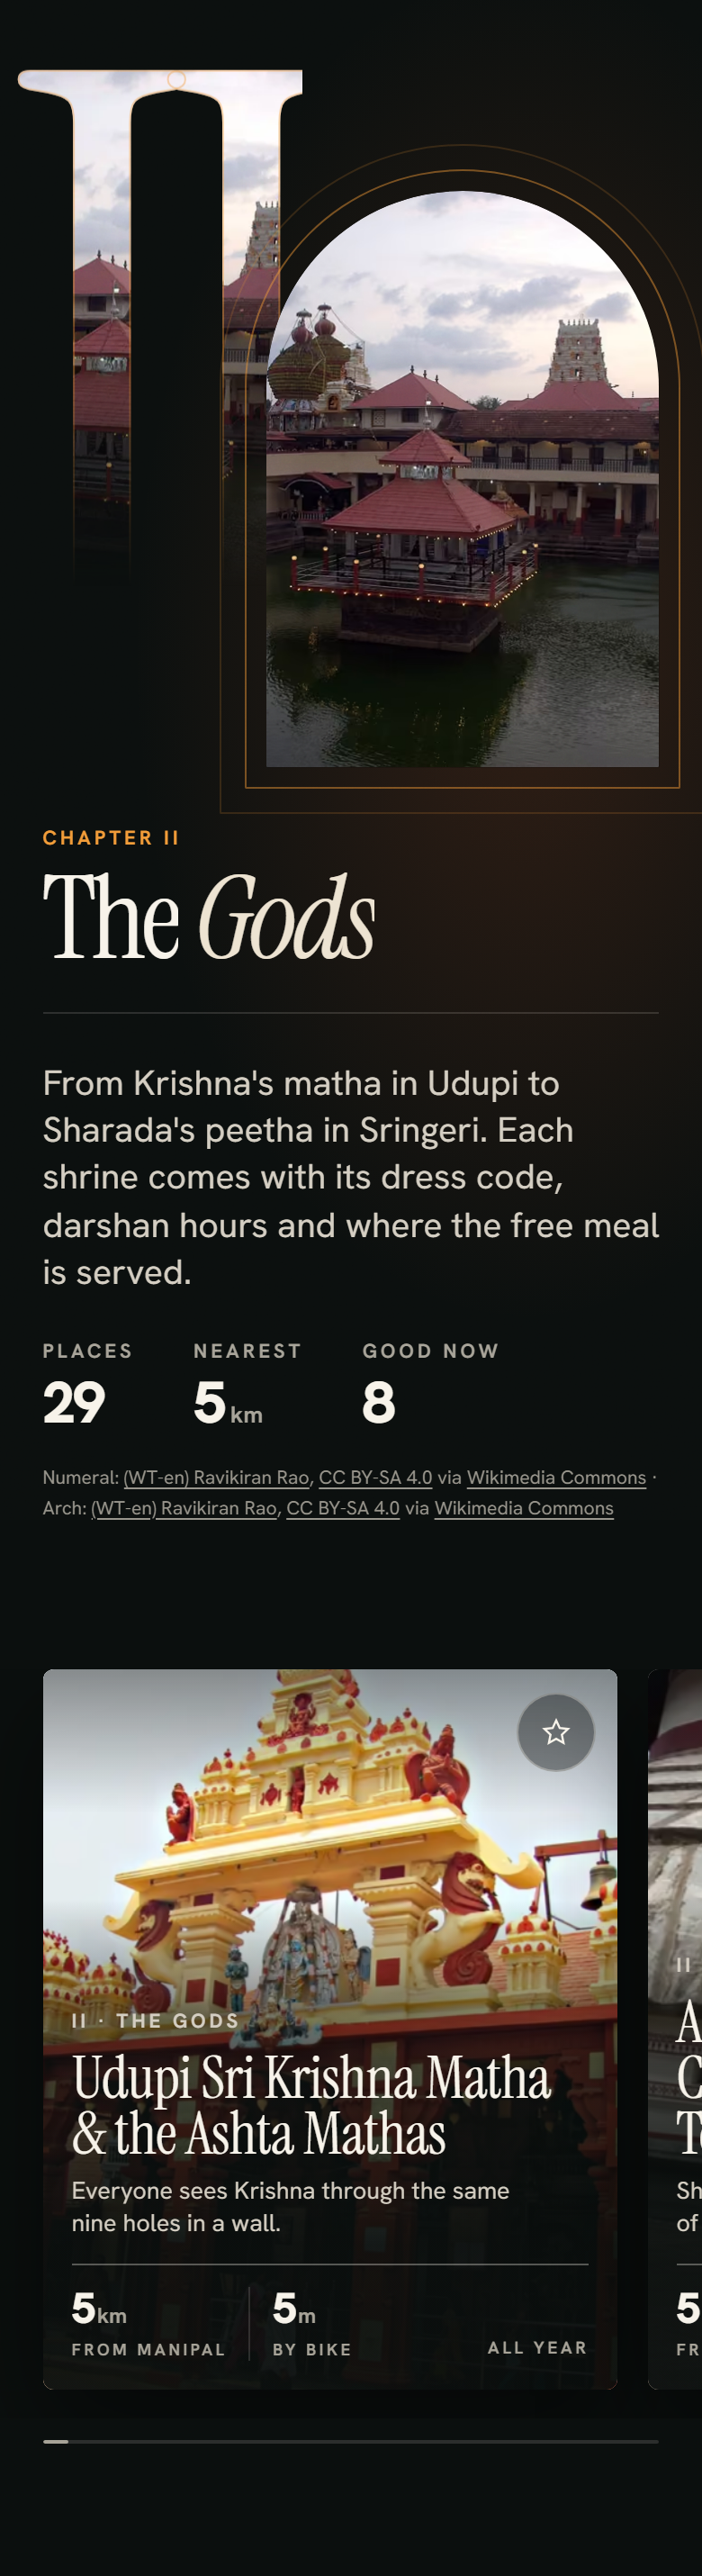 II
CHAPTER II
The Gods
From Krishna's matha in Udupi to
Sharada's peetha in Sringeri. Each
shrine comes with its dress code,
darshan hours and where the free meal
is served.
PLACES NEAREST GOOD NOW
29 5 km 8
Numeral: (WT-en) Ravikiran Rao, CC BY-SA 4.0 via Wikimedia Commons ·
Arch: (WT-en) Ravikiran Rao, CC BY-SA 4.0 via Wikimedia Commons
II · THE GODS
Udupi Sri Krishna Matha
& the Ashta Mathas
Everyone sees Krishna through the same
nine holes in a wall.
5km 5m
FROM MANIPAL BY BIKE ALL YEAR
II
5